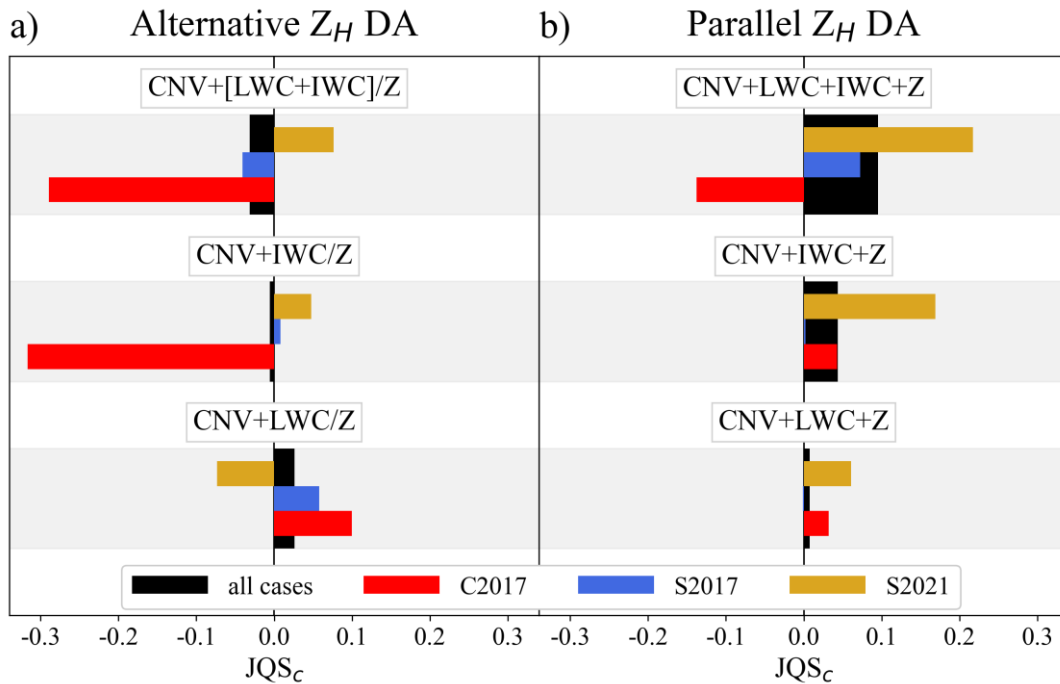 a) Alternative Z_H DA
b) Parallel Z_H DA
CNV+[LWC+IWC]/Z
CNV+LWC+IWC+Z
CNV+IWC/Z
CNV+IWC+Z
CNV+LWC/Z
CNV+LWC+Z
all cases C2017 S2017 S2021
-0.3 -0.2 -0.1 0.0 0.1 0.2 0.3
-0.3 -0.2 -0.1 0.0 0.1 0.2 0.3
JQS_c
JQS_c